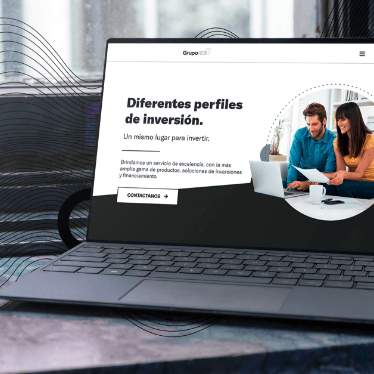 Grupo
Diferentes perfiles
de inversión.
Un mismo lugar para invertir.
Brindamos un servicio de excelencia, con la más
amplia gama de productos, soluciones de inversiones
y financiamiento.
CONTACTANOS →